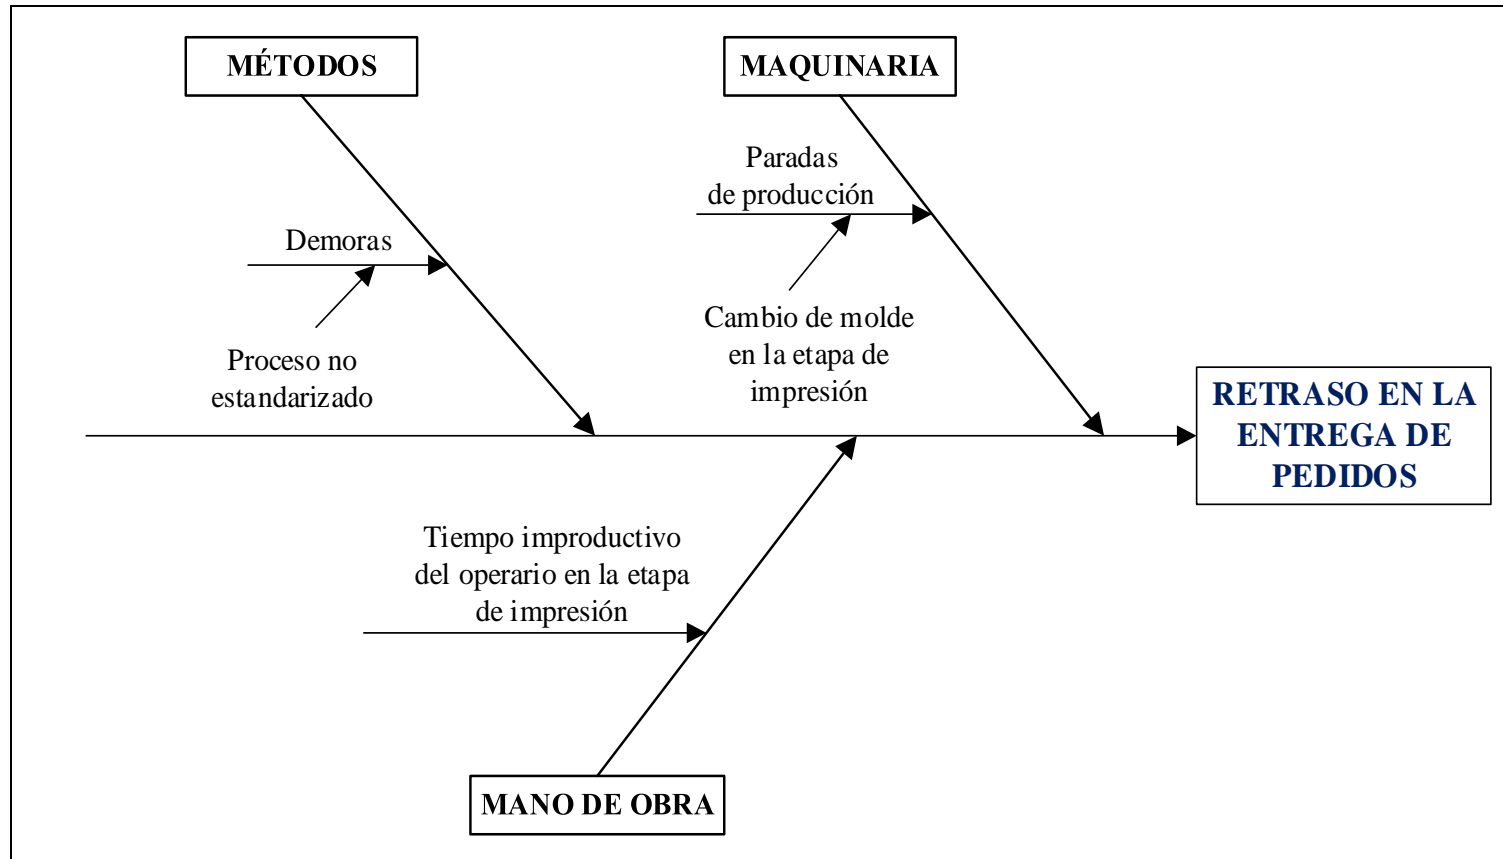 MÉTODOS
MAQUINARIA
Paradas
de producción
Demoras
Cambio de molde
en la etapa de
impresión
Proceso no
estandarizado
RETRASO EN LA
ENTREGA DE
PEDIDOS
Tiempo improductivo
del operario en la etapa
de impresión
MANO DE OBRA